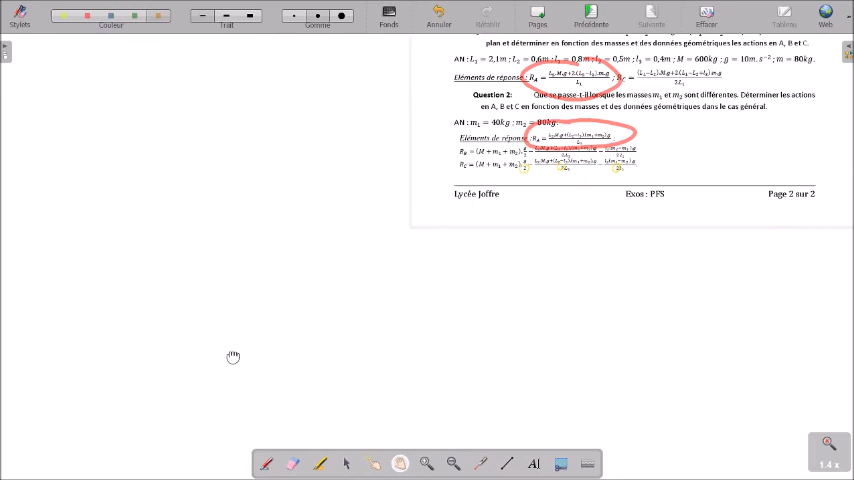 Stylets
Couleur
Trait
Gomme
Fonds
Annuler
Rétablir
Pages
Précédente
Suivante
Effacer
Tableau
Web
plan et déterminer en fonction des masses et des données géométriques les actions en A, B et C.
AN : L₁ = 2,1m ; L₂ = 0,6m ; l₁ = 0,8m ; l₂ = 0,5m ; l₃ = 0,4m ; M = 600kg ; g = 10m.s⁻² ; m = 80kg.
Eléments de réponse :
Question 2: Que se passe-t-il lorsque les masses m₁ et m₂ sont différentes. Déterminer les actions
en A, B et C en fonction des masses et des données géométriques dans le cas général.
AN : m₁ = 40kg ; m₂ = 80kg.
Eléments de réponse :
Lycée Joffre
Exos : PFS
Page 2 sur 2
1.4 x